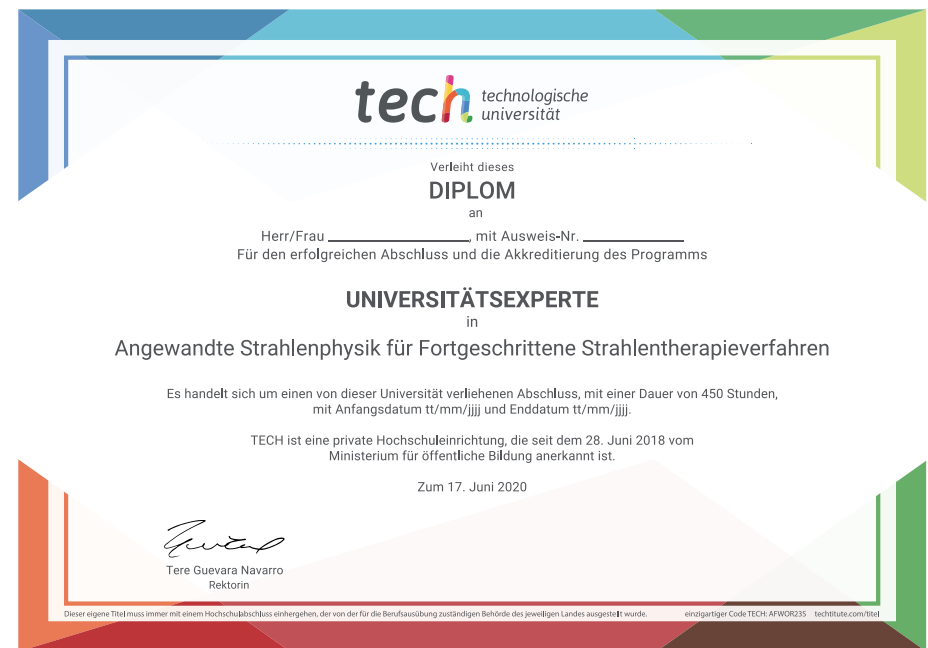 tech technologische
universität
Verleiht dieses
DIPLOM
an
Herr/Frau ____________________, mit Ausweis-Nr. ______________
Für den erfolgreichen Abschluss und die Akkreditierung des Programms
UNIVERSITÄTSEXPERTE
in
Angewandte Strahlenphysik für Fortgeschrittene Strahlentherapieverfahren
Es handelt sich um einen von dieser Universität verliehenen Abschluss, mit einer Dauer von 450 Stunden,
mit Anfangsdatum tt/mm/jjjj und Enddatum tt/mm/jjjj.
TECH ist eine private Hochschuleinrichtung, die seit dem 28. Juni 2018 vom
Ministerium für öffentliche Bildung anerkannt ist.
Zum 17. Juni 2020
Tere Guevara Navarro
Rektorin
Dieser eigene Titel muss immer mit einem Hochschulabschluss einhergehen, der von der für die Berufsausübung zuständigen Behörde des jeweiligen Landes ausgestellt wurde. einzigartiger Code TECH: AFWOR23S techtitute.com/titel